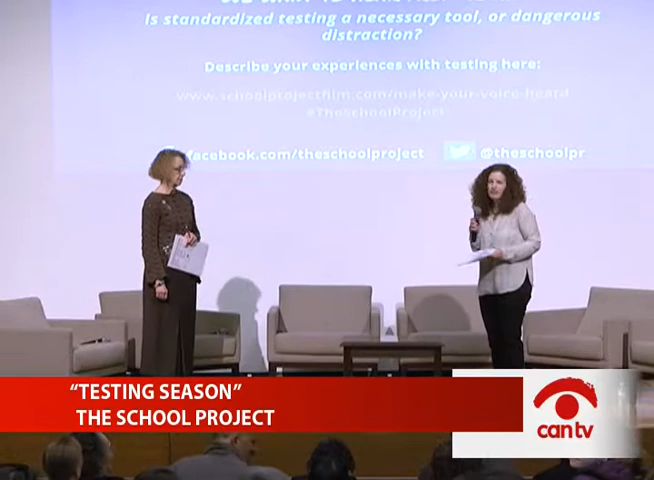 Is standardized testing a necessary tool, or dangerous
distraction?
Describe your experiences with testing here:
www.schoolprojectfilm.com/make-your-voice-heard
#TheSchoolProject
facebook.com/theschoolproject
@theschoolpr
"TESTING SEASON"
THE SCHOOL PROJECT
can tv